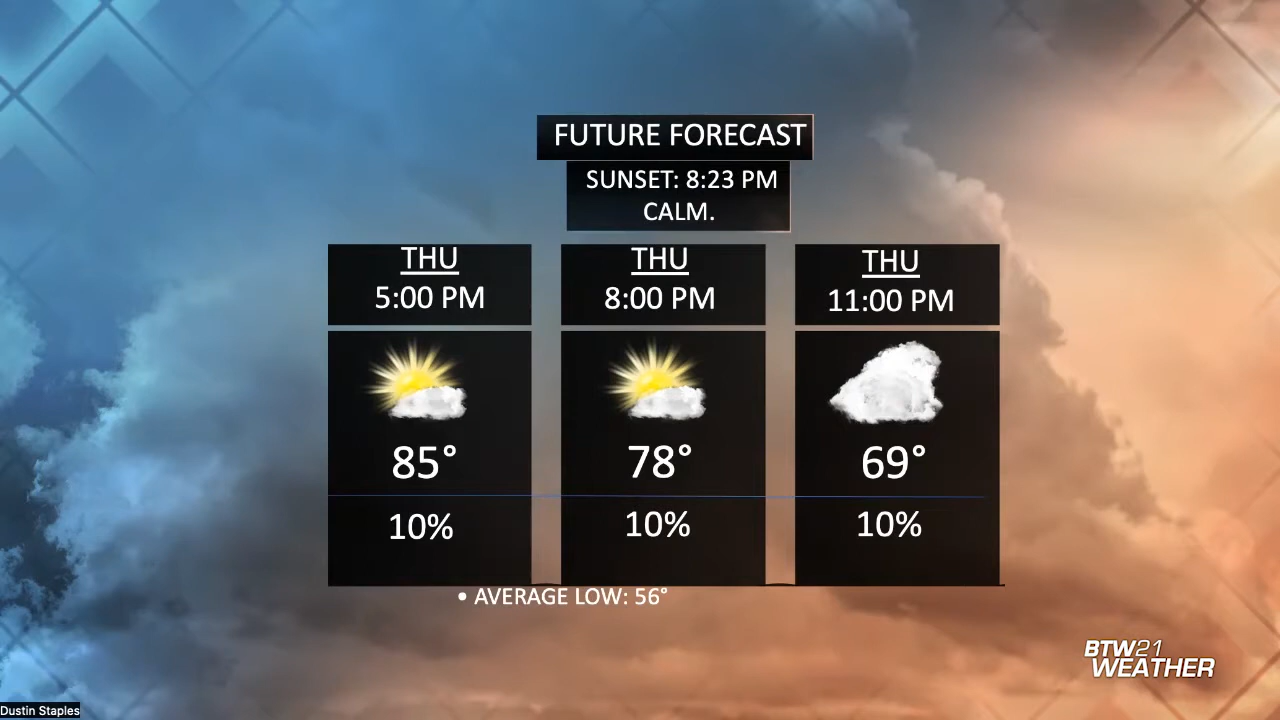 FUTURE FORECAST
SUNSET: 8:23 PM
CALM.
THU
5:00 PM
85°
10%
THU
8:00 PM
78°
10%
THU
11:00 PM
69°
10%
• AVERAGE LOW: 56°
BTW21
WEATHER
Dustin Staples